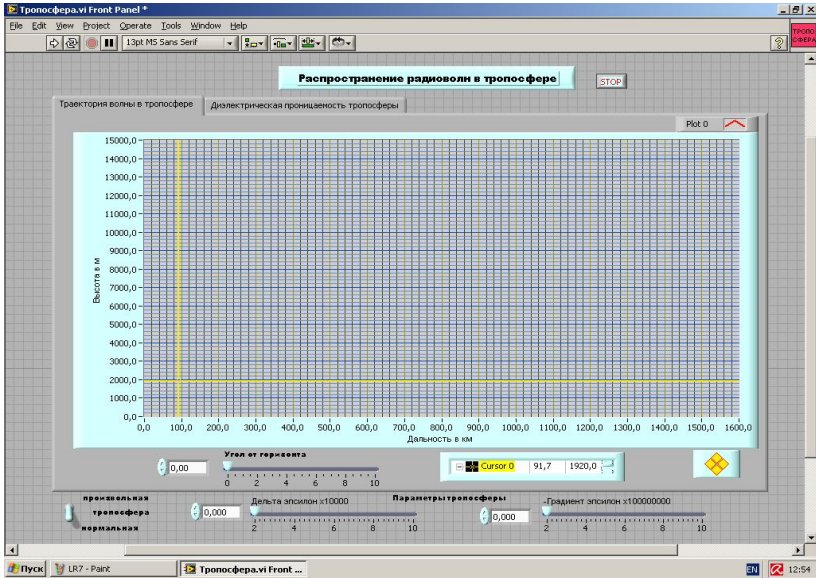 Тропосфера.vi Front Panel *
File Edit View Project Operate Tools Window Help
13pt MS Sans Serif
ТРОПО
СФЕРА
Распространение радиоволн в тропосфере
STOP
Траектория волны в тропосфере
Диэлектрическая проницаемость тропосферы
Plot 0
Высота в м
15000,0
14000,0
13000,0
12000,0
11000,0
10000,0
9000,0
8000,0
7000,0
6000,0
5000,0
4000,0
3000,0
2000,0
1000,0
0,0
0,0 100,0 200,0 300,0 400,0 500,0 600,0 700,0 800,0 900,0 1000,0 1100,0 1200,0 1300,0 1400,0 1500,0 1600,0
Дальность в км
Угол от горизонта
0,00
0 2 4 6 8 10
Cursor 0 91,7 1920,0
произвольная
тропосфера
нормальная
Параметры тропосферы
Дельта эпсилон x10000
0,000
2 4 6 8 10
-Градиент эпсилон x100000000
0,000
2 4 6 8 10
Пуск
LR7 - Paint
Тропосфера.vi Front ...
EN
12:54